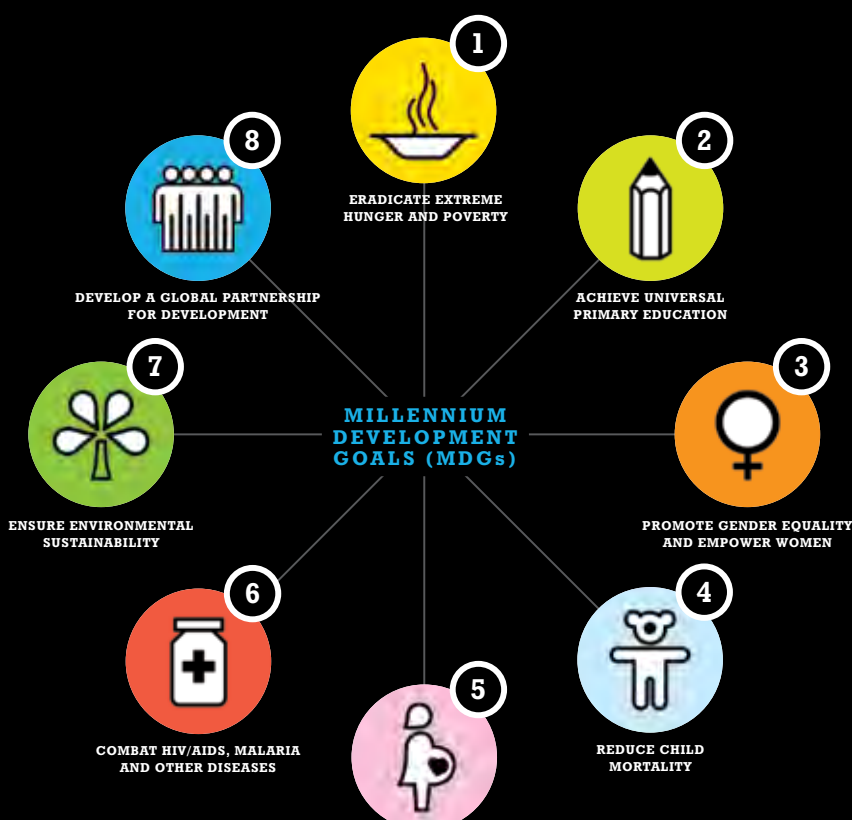 1
ERADICATE EXTREME
HUNGER AND POVERTY
2
ACHIEVE UNIVERSAL
PRIMARY EDUCATION
3
PROMOTE GENDER EQUALITY
AND EMPOWER WOMEN
4
REDUCE CHILD
MORTALITY
5
6
COMBAT HIV/AIDS, MALARIA
AND OTHER DISEASES
7
ENSURE ENVIRONMENTAL
SUSTAINABILITY
8
DEVELOP A GLOBAL PARTNERSHIP
FOR DEVELOPMENT
MILLENNIUM
DEVELOPMENT
GOALS (MDGs)